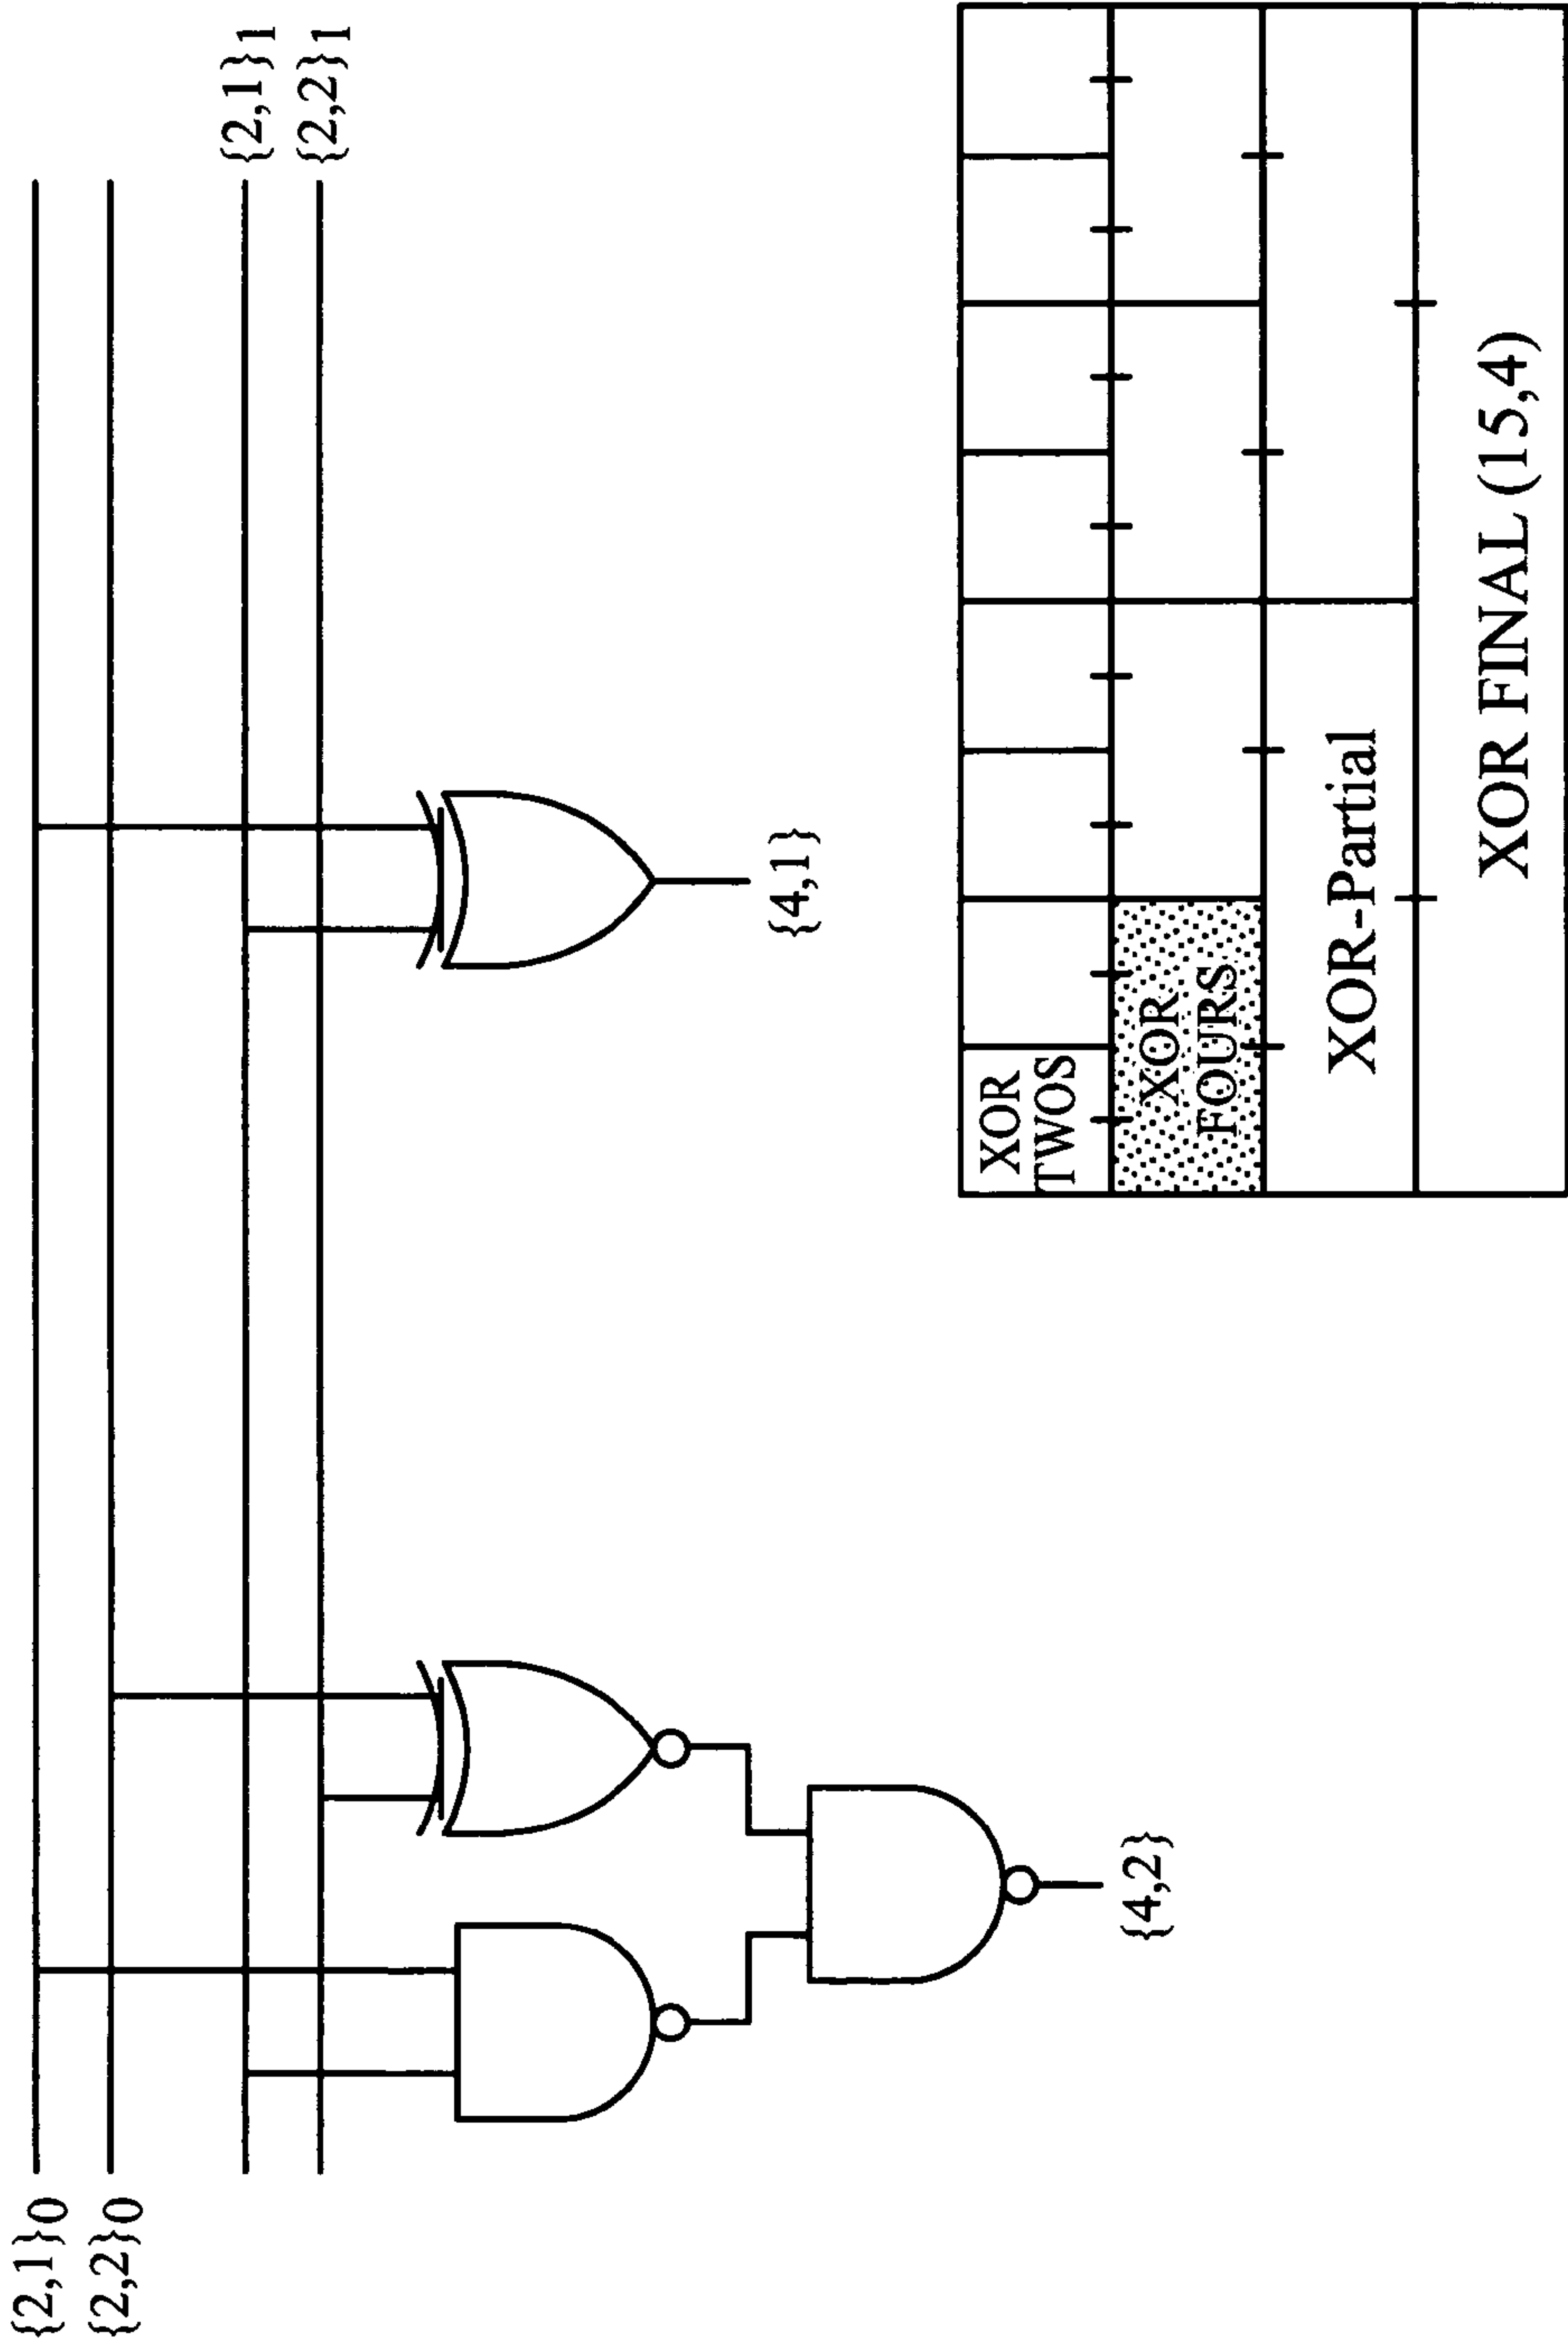 {2,1}0
{2,2}0
{2,1}1
{2,2}1
{4,2}
{4,1}
XOR
TWOS
XOR
FOURS
XOR-Partial
XOR FINAL (15,4)